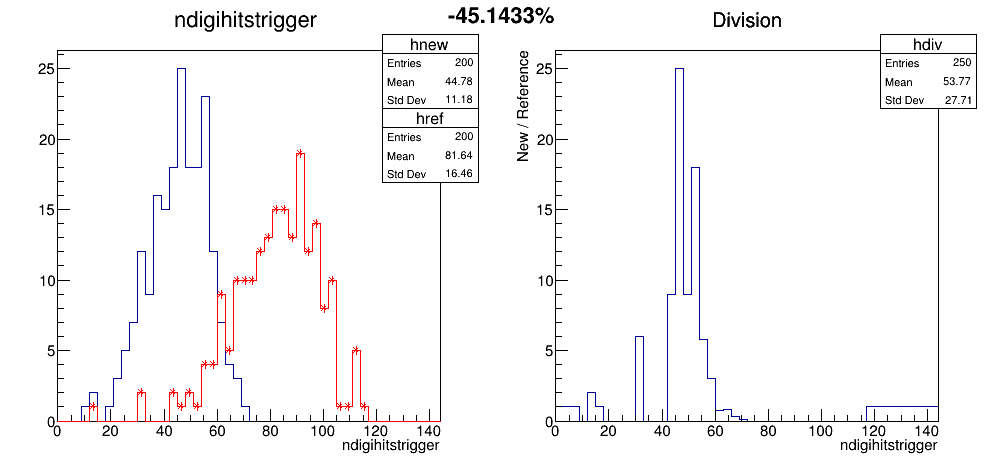 -45.1433%
ndigihitstrigger
hnew
Entries 200
Mean 44.78
Std Dev 11.18
href
Entries 200
Mean 81.64
Std Dev 16.46
25
20
15
10
5
0
0 20 40 60 80 100 120 140
ndigihitstrigger
Division
hdiv
Entries 250
Mean 53.77
Std Dev 27.71
New / Reference
25
20
15
10
5
0
0 20 40 60 80 100 120 140
ndigihitstrigger